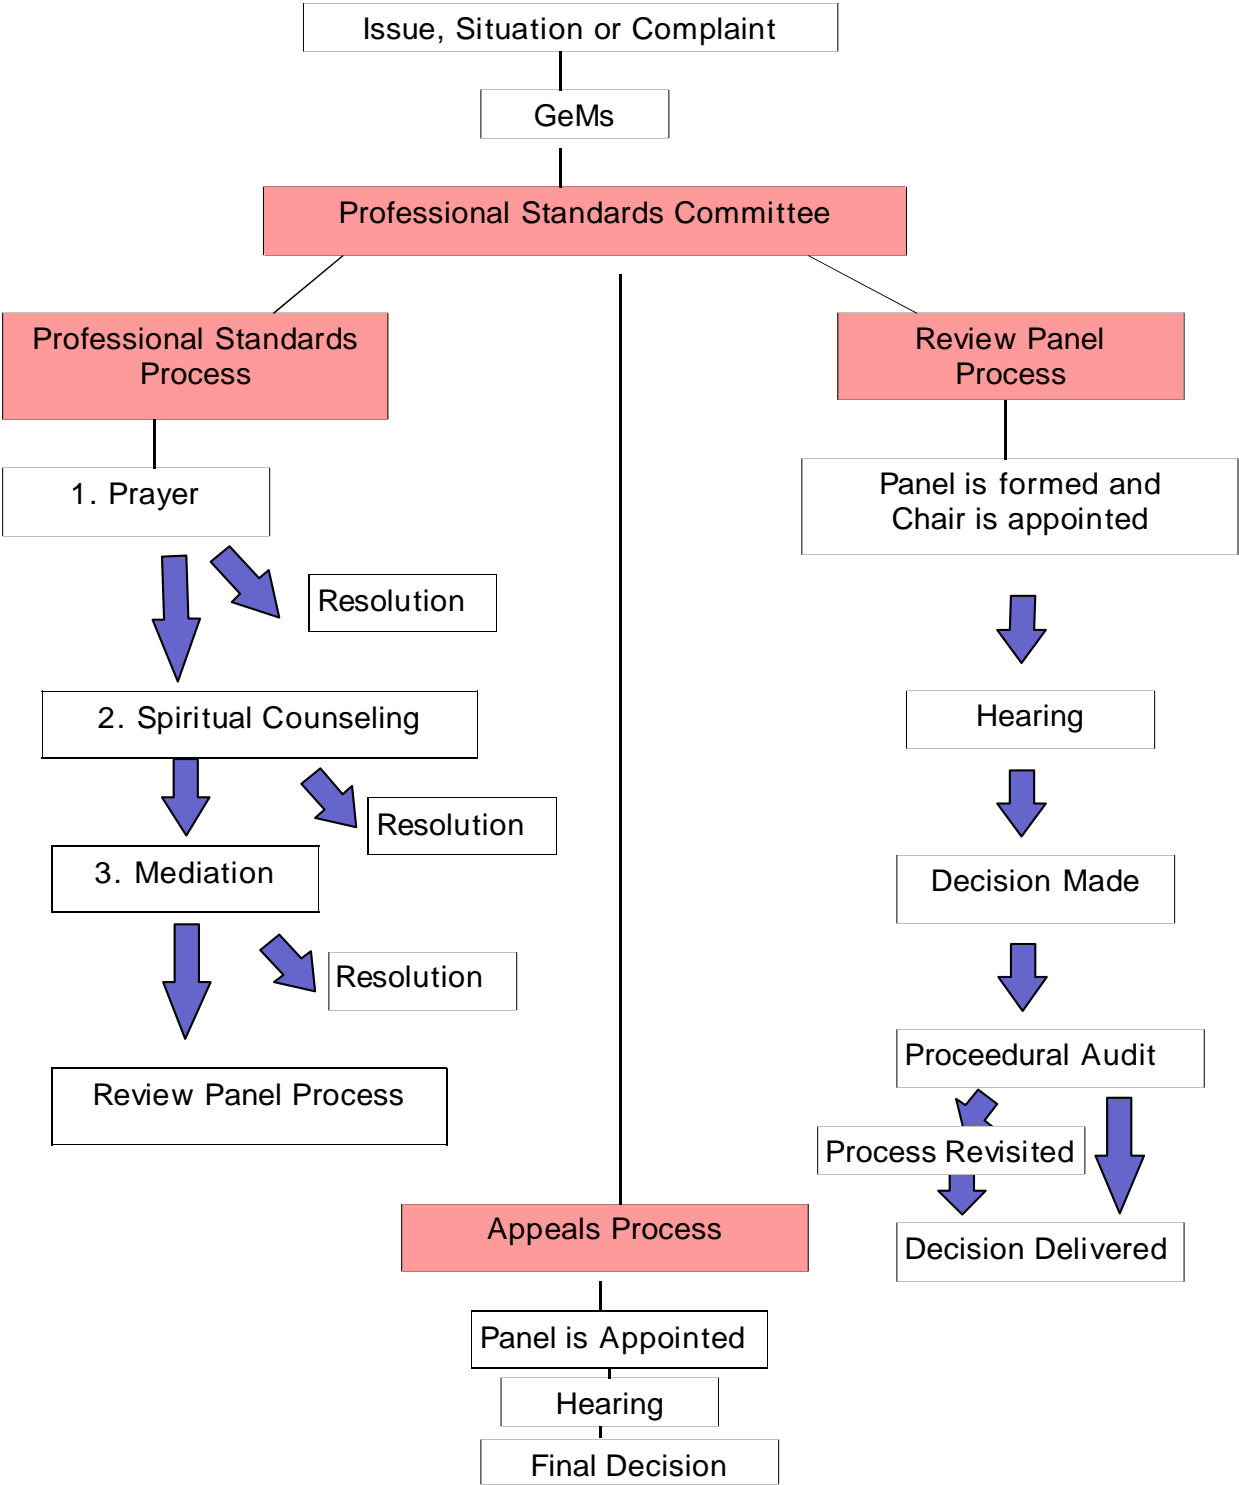 Issue, Situation or Complaint
GeMs
Professional Standards Committee
Professional Standards
Process
1. Prayer
Resolution
2. Spiritual Counseling
Resolution
3. Mediation
Resolution
Review Panel Process
Review Panel
Process
Panel is formed and
Chair is appointed
Hearing
Decision Made
Proceedural Audit
Process Revisited
Decision Delivered
Appeals Process
Panel is Appointed
Hearing
Final Decision